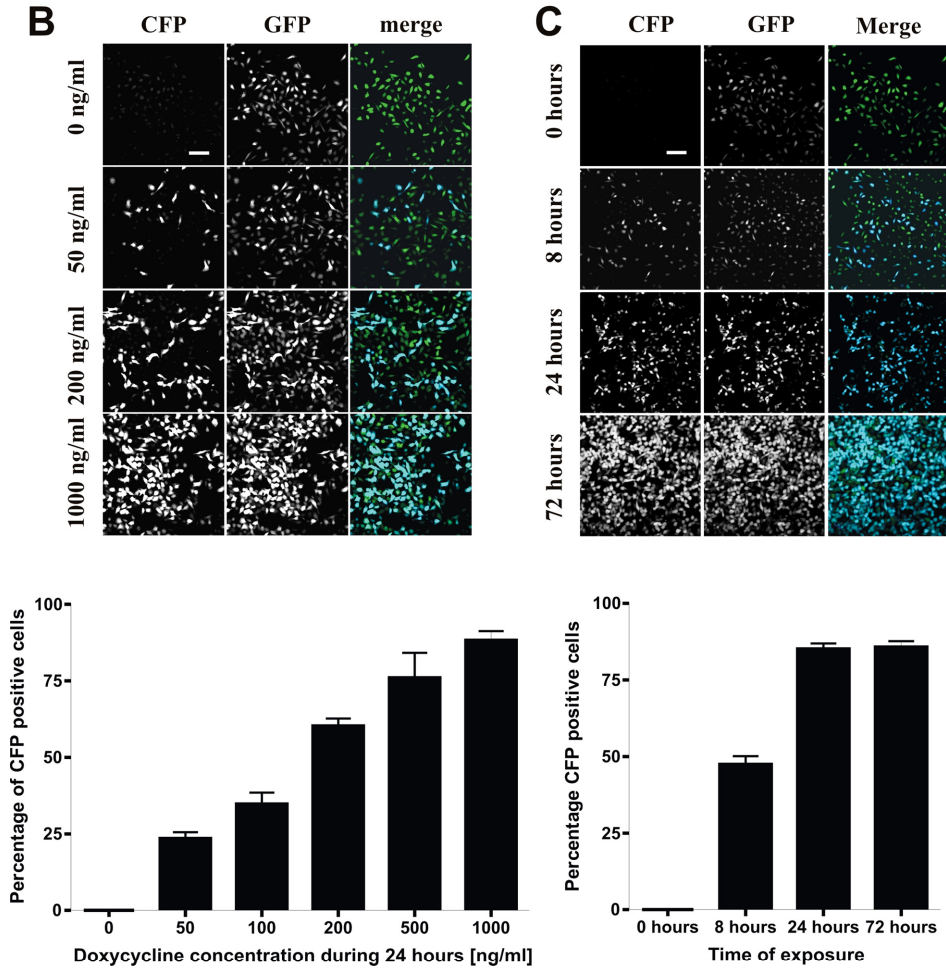 B
CFP GFP merge
0 ng/ml
50 ng/ml
200 ng/ml
1000 ng/ml
C
CFP GFP Merge
0 hours
8 hours
24 hours
72 hours
Percentage of CFP positive cells
100
75
50
25
0
0 50 100 200 500 1000
Doxycycline concentration during 24 hours [ng/ml]
Percentage CFP positive cells
100
75
50
25
0
0 hours 8 hours 24 hours 72 hours
Time of exposure